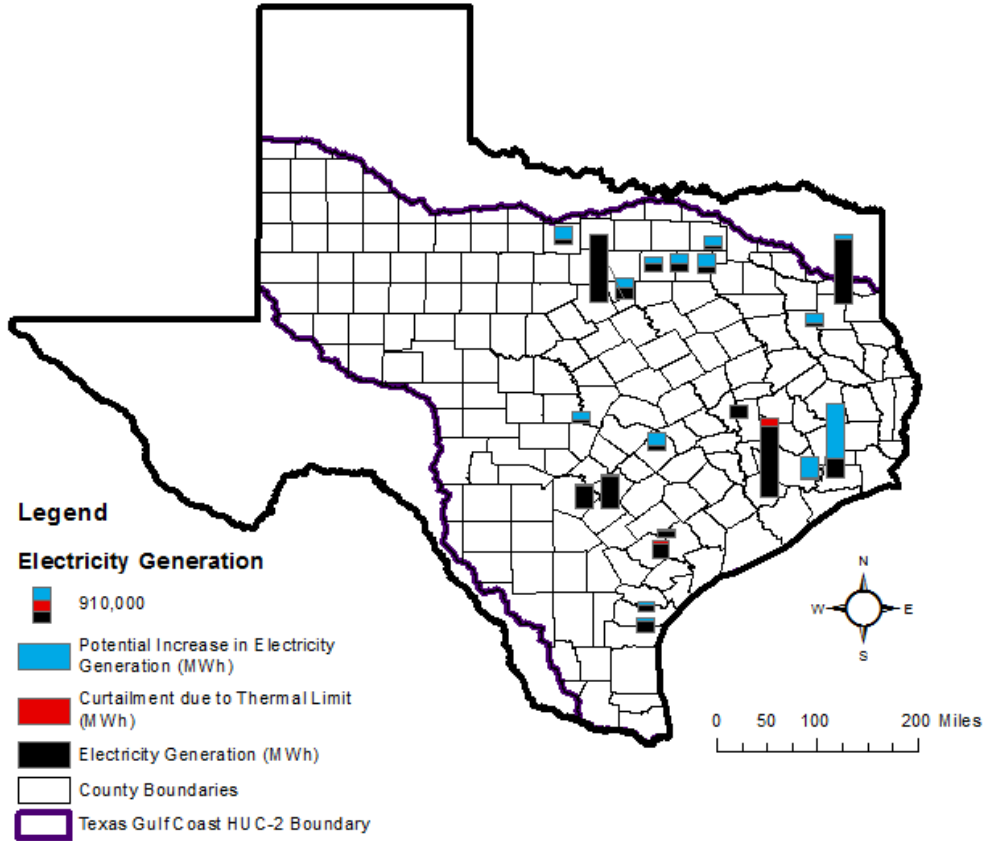 Legend
Electricity Generation
910,000
Potential Increase in Electricity
Generation (MWh)
Curtailment due to Thermal Limit
(MWh)
Electricity Generation (MWh)
County Boundaries
Texas Gulf Coast HUC-2 Boundary
N
W E
S
0 50 100 200 Miles